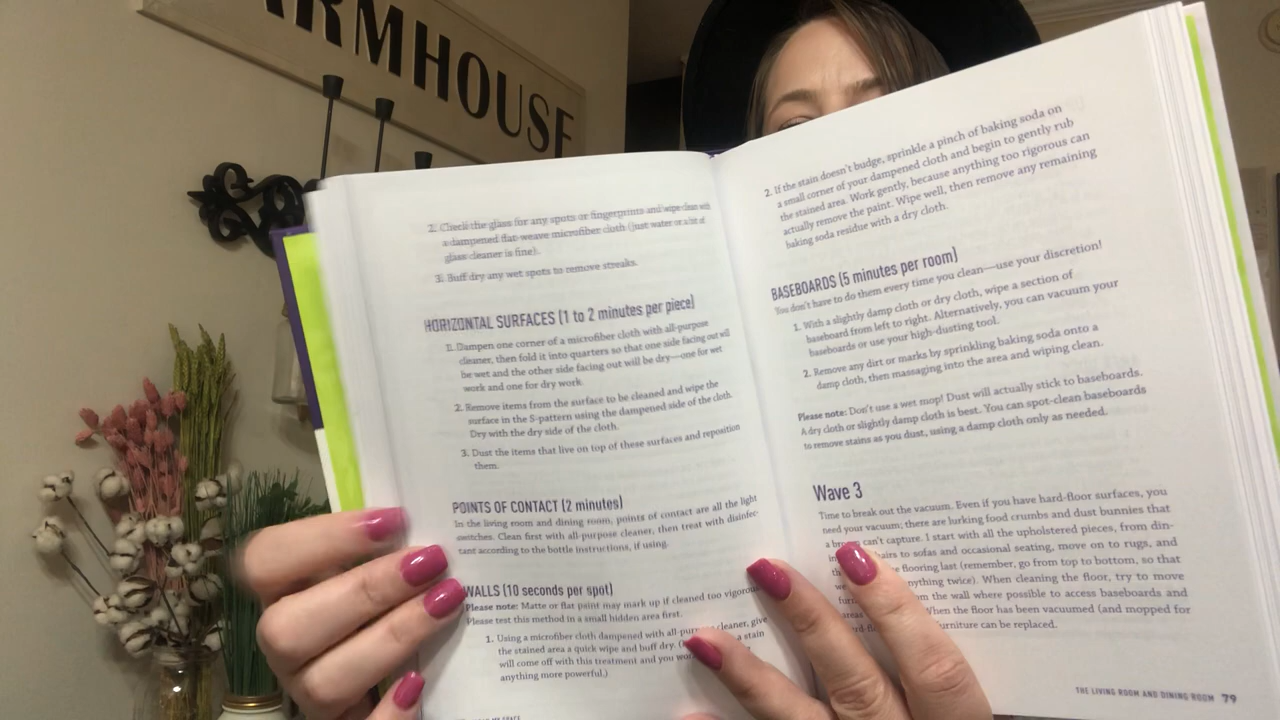 ARMHOUSE
2. Check the glass for any spots or fingerprints and wipe clean with
a dampened flat-weave microfiber cloth (just water or a bit of
glass cleaner is fine).
3. Buff dry any wet spots to remove streaks.
HORIZONTAL SURFACES (1 to 2 minutes per piece)
1. Dampen one corner of a microfiber cloth with all-purpose
cleaner, then fold it into quarters so that one side facing out will
be wet and the other side facing out will be dry—one for wet
work and one for dry work.
2. Remove items from the surface to be cleaned and wipe the
surface in the S-pattern using the dampened side of the cloth.
Dry with the dry side of the cloth.
3. Dust the items that live on top of these surfaces and reposition
them.
POINTS OF CONTACT (2 minutes)
In the living room and dining room, points of contact are all the light
switches. Clean first with all-purpose cleaner, then treat with disinfec-
tant according to the bottle instructions, if using.
WALLS (10 seconds per spot)
Please note: Matte or flat paint may mark up if cleaned too vigorous
Please test this method in a small hidden area first.
1. Using a microfiber cloth dampened with all-purpose cleaner, give
the stained area a quick wipe and buff dry. a stain
will come off with this treatment and you
anything more powerful.)
2. If the stain doesn't budge, sprinkle a pinch of baking soda on
a small corner of your dampened cloth and begin to gently rub
the stained area. Work gently, because anything too rigorous can
actually remove the paint. Wipe well, then remove any remaining
baking soda residue with a dry cloth.
BASEBOARDS (5 minutes per room)
You don't have to do them every time you clean—use your discretion!
1. With a slightly damp cloth or dry cloth, wipe a section of
baseboard from left to right. Alternatively, you can vacuum your
baseboards or use your high-dusting tool.
2. Remove any dirt or marks by sprinkling baking soda onto a
damp cloth, then massaging into the area and wiping clean.
Please note: Don't use a wet mop! Dust will actually stick to baseboards.
A dry cloth or slightly damp cloth is best. You can spot-clean baseboards
to remove stains as you dust, using a damp cloth only as needed.
Wave 3
Time to break out the vacuum. Even if you have hard-floor surfaces, you
need your vacuum; there are lurking food crumbs and dust bunnies that
a can't capture. I start with all the upholstered pieces, from din-
to sofas and occasional seating, move on to rugs, and
flooring last (remember, go from top to bottom, so that
anything twice). When cleaning the floor, try to move
from the wall where possible to access baseboards and
areas When the floor has been vacuumed (and mopped for
furniture can be replaced.
THE LIVING ROOM AND DINING ROOM 79